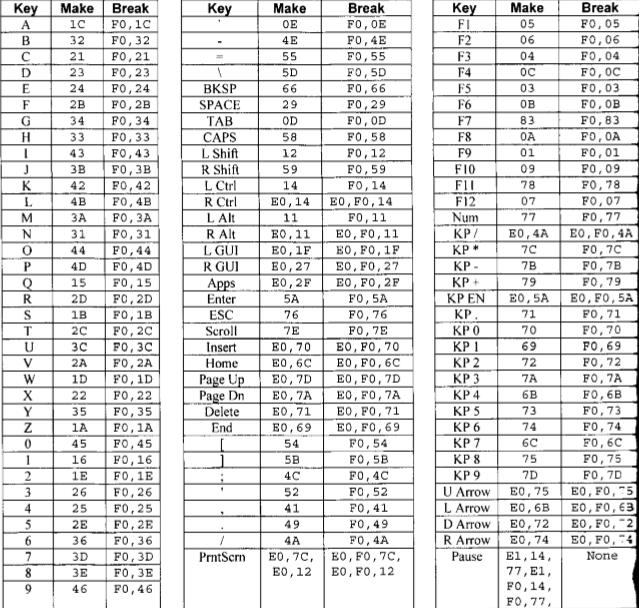 Key Make Break
A 1C F0,1C
B 32 F0,32
C 21 F0,21
D 23 F0,23
E 24 F0,24
F 2B F0,2B
G 34 F0,34
H 33 F0,33
I 43 F0,43
J 3B F0,3B
K 42 F0,42
L 4B F0,4B
M 3A F0,3A
N 31 F0,31
O 44 F0,44
P 4D F0,4D
Q 15 F0,15
R 2D F0,2D
S 1B F0,1B
T 2C F0,2C
U 3C F0,3C
V 2A F0,2A
W 1D F0,1D
X 22 F0,22
Y 35 F0,35
Z 1A F0,1A
0 45 F0,45
1 16 F0,16
2 1E F0,1E
3 26 F0,26
4 25 F0,25
5 2E F0,2E
6 36 F0,36
7 3D F0,3D
8 3E F0,3E
9 46 F0,46
Key Make Break
` 0E F0,0E
- 4E F0,4E
= 55 F0,55
\ 5D F0,5D
BKSP 66 F0,66
SPACE 29 F0,29
TAB 0D F0,0D
CAPS 58 F0,58
L Shift 12 F0,12
R Shift 59 F0,59
L Ctrl 14 F0,14
R Ctrl E0,14 E0,F0,14
L Alt 11 F0,11
R Alt E0,11 E0,F0,11
L GUI E0,1F E0,F0,1F
R GUI E0,27 E0,F0,27
Apps E0,2F E0,F0,2F
Enter 5A F0,5A
ESC 76 F0,76
Scroll 7E F0,7E
Insert E0,70 E0,F0,70
Home E0,6C E0,F0,6C
Page Up E0,7D E0,F0,7D
Page Dn E0,7A E0,F0,7A
Delete E0,71 E0,F0,71
End E0,69 E0,F0,69
[ 54 F0,54
] 5B F0,5B
; 4C F0,4C
' 52 F0,52
, 41 F0,41
. 49 F0,49
/ 4A F0,4A
PrntScrn E0,7C, E0,F0,7C,
E0,12 E0,F0,12
Key Make Break
F1 05 F0,05
F2 06 F0,06
F3 04 F0,04
F4 0C F0,0C
F5 03 F0,03
F6 0B F0,0B
F7 83 F0,83
F8 0A F0,0A
F9 01 F0,01
F10 09 F0,09
F11 78 F0,78
F12 07 F0,07
Num 77 F0,77
KP / E0,4A E0,F0,4A
KP * 7C F0,7C
KP - 7B F0,7B
KP + 79 F0,79
KP EN E0,5A E0,F0,5A
KP . 71 F0,71
KP 0 70 F0,70
KP 1 69 F0,69
KP 2 72 F0,72
KP 3 7A F0,7A
KP 4 6B F0,6B
KP 5 73 F0,73
KP 6 74 F0,74
KP 7 6C F0,6C
KP 8 75 F0,75
KP 9 7D F0,7D
U Arrow E0,75 E0,F0,75
L Arrow E0,6B E0,F0,6B
D Arrow E0,72 E0,F0,72
R Arrow E0,74 E0,F0,74
Pause E1,14, None
77,E1,
F0,14,
F0,77,